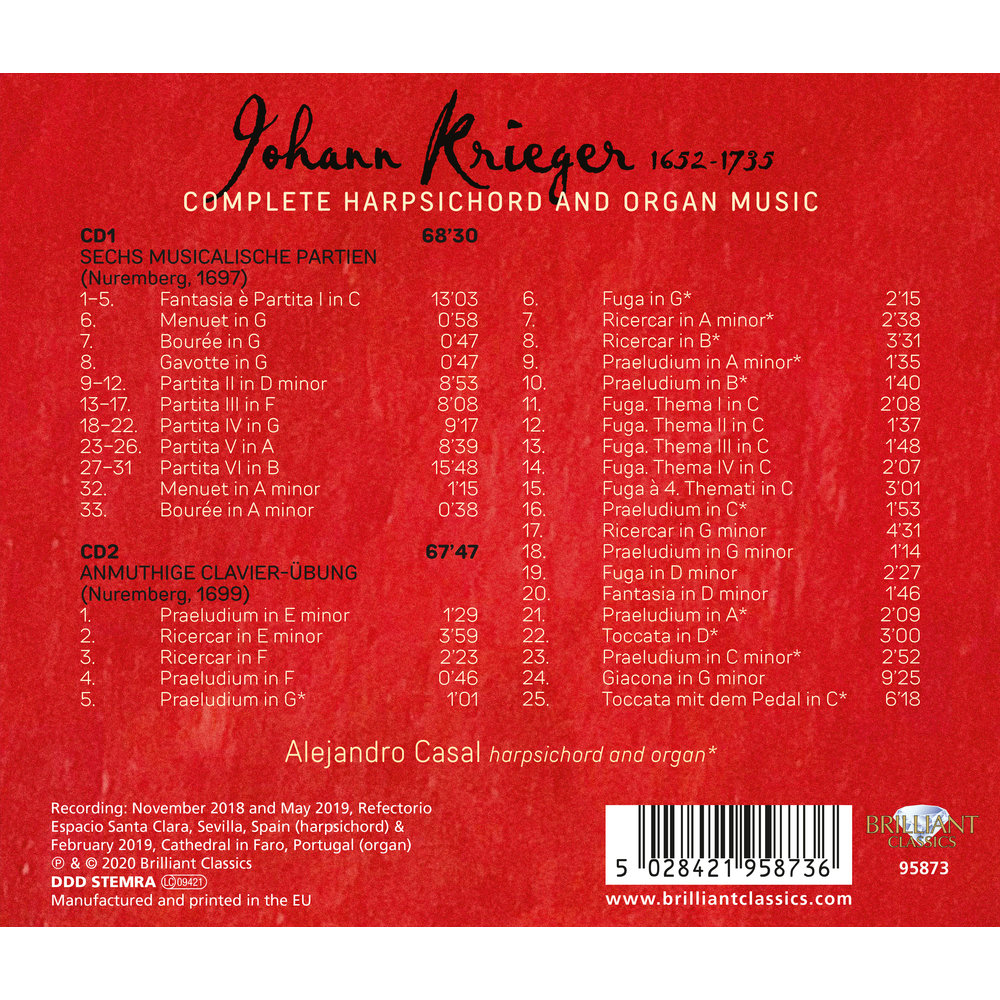 Johann Krieger 1652-1735
COMPLETE HARPSICHORD AND ORGAN MUSIC
CD1 68’30
SECHS MUSICALISCHE PARTIEN
(Nuremberg, 1697)
1–5. Fantasia è Partita I in C 13’03
6. Menuet in G 0’58
7. Bourée in G 0’47
8. Gavotte in G 0’47
9–12. Partita II in D minor 8’53
13–17. Partita III in F 8’08
18–22. Partita IV in G 9’17
23–26. Partita V in A 8’39
27–31 Partita VI in B 15’48
32. Menuet in A minor 1’15
33. Bourée in A minor 0’38
CD2 67’47
ANMUTHIGE CLAVIER-ÜBUNG
(Nuremberg, 1699)
1. Praeludium in E minor 1’29
2. Ricercar in E minor 3’59
3. Ricercar in F 2’23
4. Praeludium in F 0’46
5. Praeludium in G* 1’01
6. Fuga in G* 2’15
7. Ricercar in A minor* 2’38
8. Ricercar in B* 3’31
9. Praeludium in A minor* 1’35
10. Praeludium in B* 1’40
11. Fuga. Thema I in C 2’08
12. Fuga. Thema II in C 1’37
13. Fuga. Thema III in C 1’48
14. Fuga. Thema IV in C 2’07
15. Fuga à 4. Themati in C 3’01
16. Praeludium in C* 1’53
17. Ricercar in G minor 4’31
18. Praeludium in G minor 1’14
19. Fuga in D minor 2’27
20. Fantasia in D minor 1’46
21. Praeludium in A* 2’09
22. Toccata in D* 3’00
23. Praeludium in C minor* 2’52
24. Giacona in G minor 9’25
25. Toccata mit dem Pedal in C* 6’18
Alejandro Casal harpsichord and organ*
Recording: November 2018 and May 2019, Refectorio
Espacio Santa Clara, Sevilla, Spain (harpsichord) &
February 2019, Cathedral in Faro, Portugal (organ)
℗ & © 2020 Brilliant Classics
DDD STEMRA LC 09421
Manufactured and printed in the EU
5 028421 958736
www.brilliantclassics.com
BRILLIANT
CLASSICS
95873